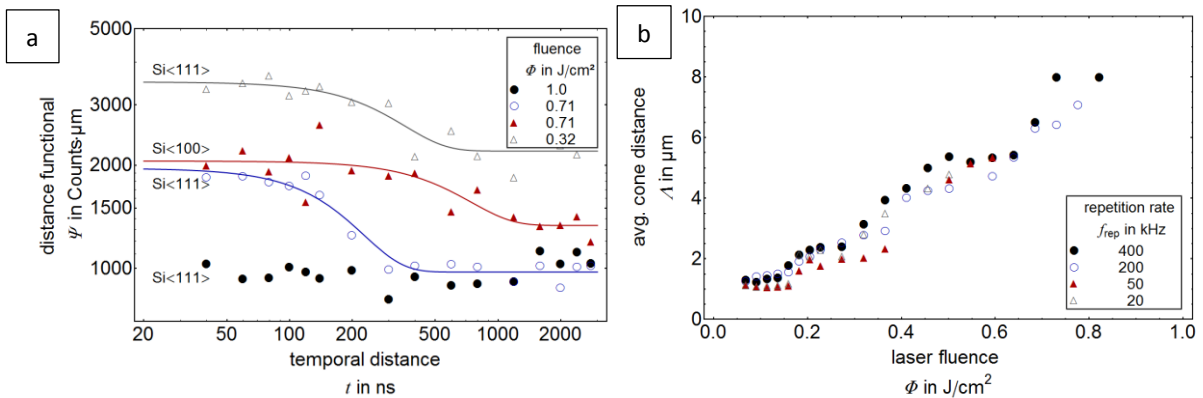 a
5000
3000
2000
1500
1000
distance functional
Ψ in Counts·µm
Si<111>
Si<100>
Si<111>
Si<111>
fluence
Φ in J/cm²
1.0
0.71
0.71
0.32
20
50
100
200
500
1000
2000
temporal distance
t in ns
b
10
8
6
4
2
0
avg. cone distance
Λ in µm
repetition rate
frep in kHz
400
200
50
20
0.0
0.2
0.4
0.6
0.8
1.0
laser fluence
Φ in J/cm²